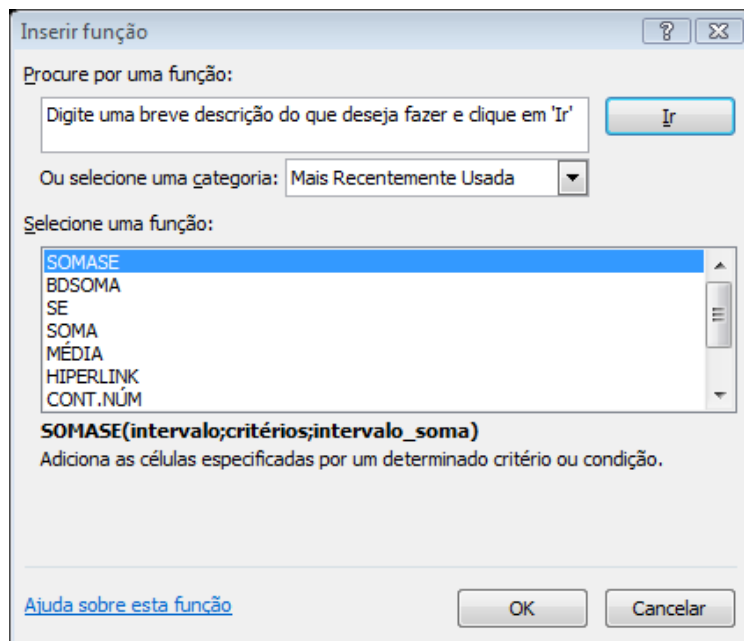 Inserir função
Procure por uma função:
Digite uma breve descrição do que deseja fazer e clique em 'Ir'
Ir
Ou selecione uma categoria: Mais Recentemente Usada
Selecione uma função:
SOMASE
BDSOMA
SE
SOMA
MÉDIA
HIPERLINK
CONT.NÚM
SOMASE(intervalo;critérios;intervalo_soma)
Adiciona as células especificadas por um determinado critério ou condição.
Ajuda sobre esta função
OK
Cancelar